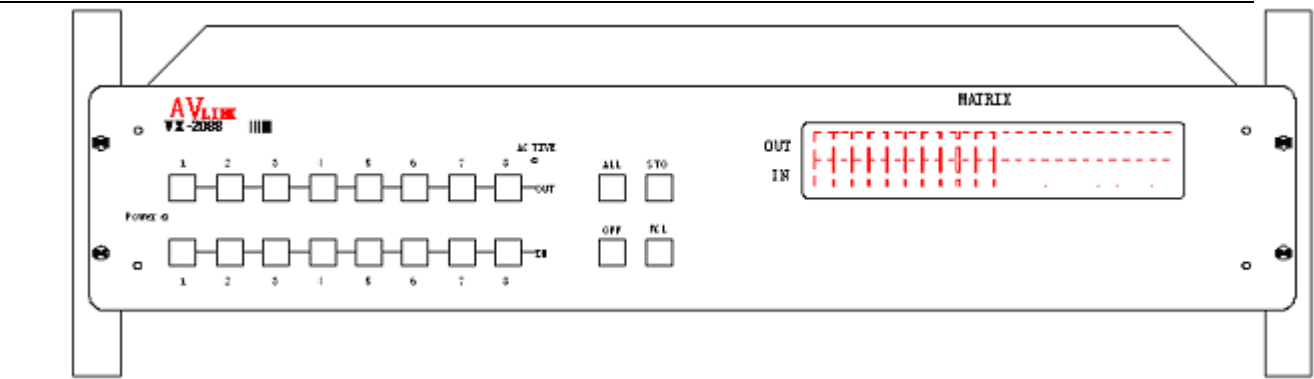 MATRIX
AVLINK
VX-2088
ACTIVE
1 2 3 4 5 6 7 8
ALL STO
OUT
OUT
IN
Power
OFF RCL
IN
1 2 3 4 5 6 7 8